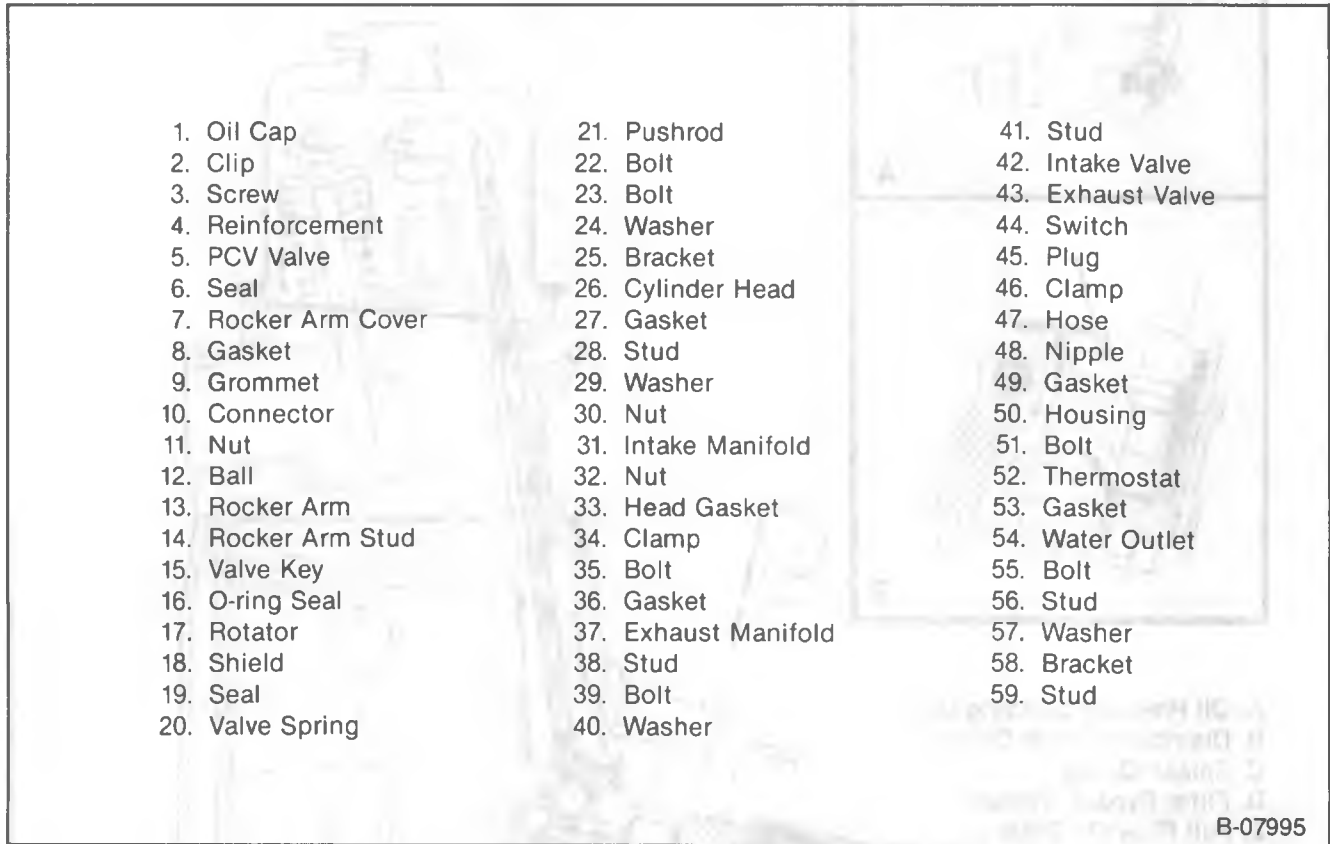 1. Oil Cap
2. Clip
3. Screw
4. Reinforcement
5. PCV Valve
6. Seal
7. Rocker Arm Cover
8. Gasket
9. Grommet
10. Connector
11. Nut
12. Ball
13. Rocker Arm
14. Rocker Arm Stud
15. Valve Key
16. O-ring Seal
17. Rotator
18. Shield
19. Seal
20. Valve Spring
21. Pushrod
22. Bolt
23. Bolt
24. Washer
25. Bracket
26. Cylinder Head
27. Gasket
28. Stud
29. Washer
30. Nut
31. Intake Manifold
32. Nut
33. Head Gasket
34. Clamp
35. Bolt
36. Gasket
37. Exhaust Manifold
38. Stud
39. Bolt
40. Washer
41. Stud
42. Intake Valve
43. Exhaust Valve
44. Switch
45. Plug
46. Clamp
47. Hose
48. Nipple
49. Gasket
50. Housing
51. Bolt
52. Thermostat
53. Gasket
54. Water Outlet
55. Bolt
56. Stud
57. Washer
58. Bracket
59. Stud
B-07995